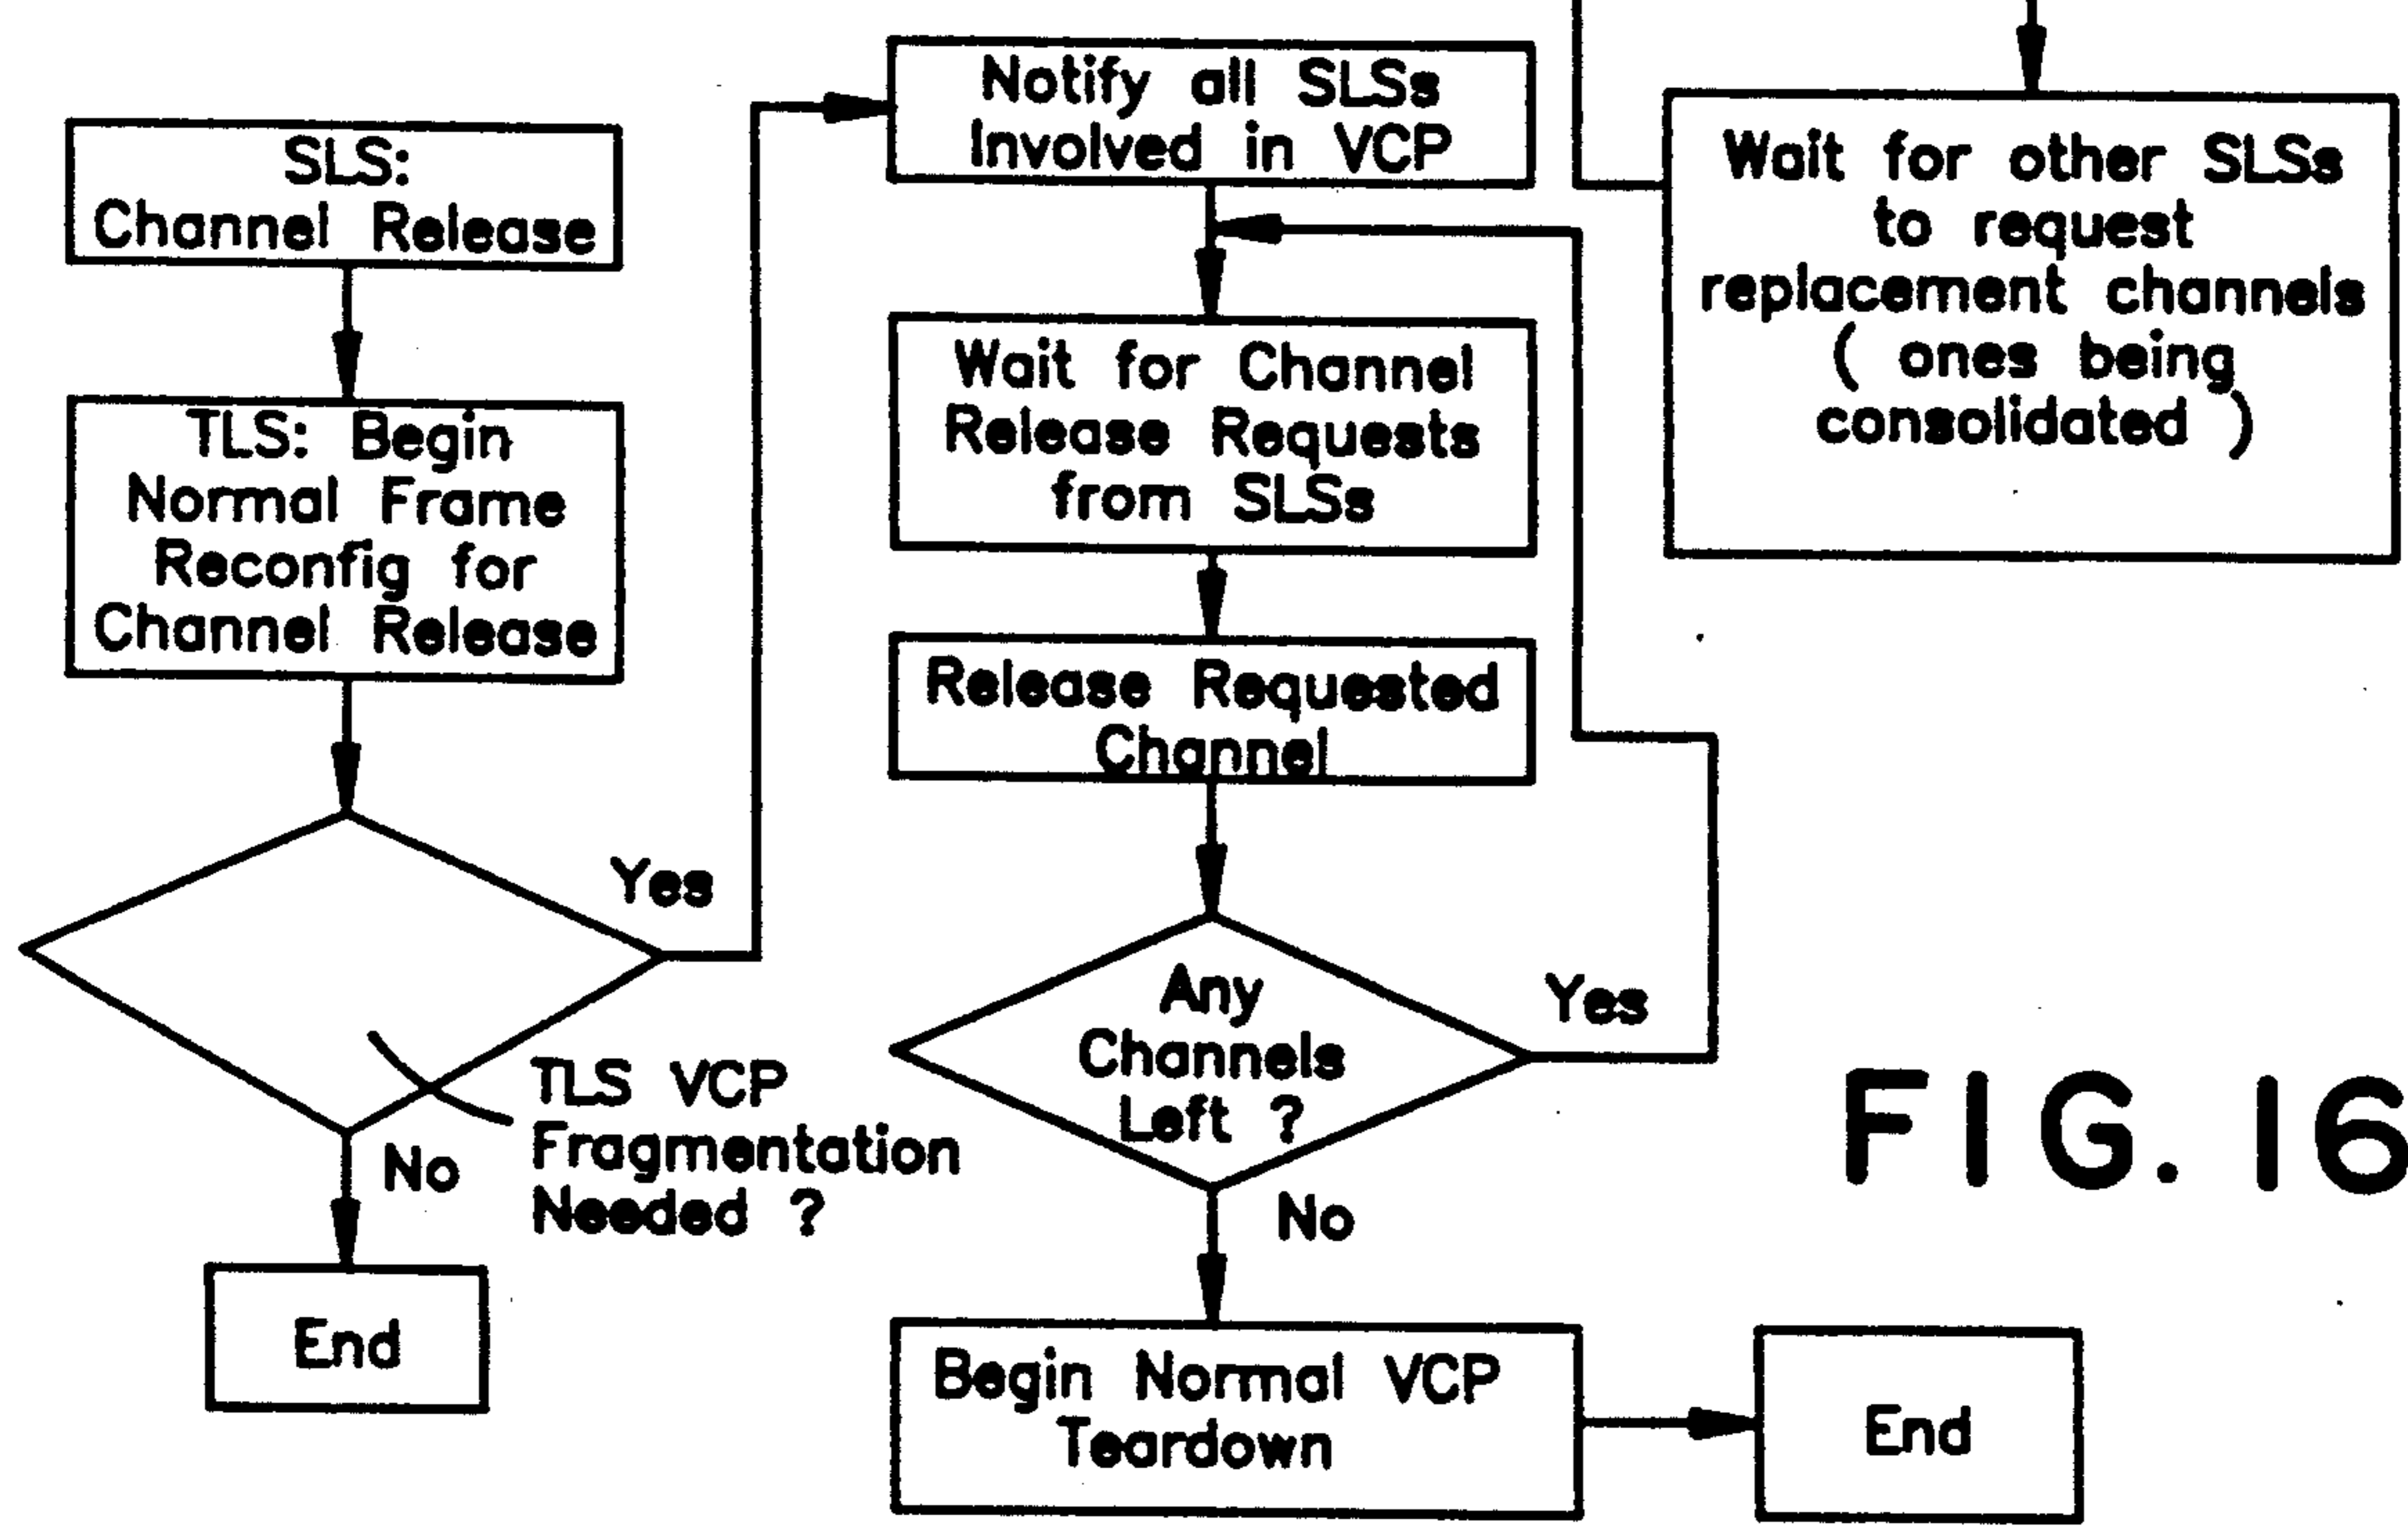 SLS:
Channel Release
TLS: Begin
Normal Frame
Reconfig for
Channel Release
Yes
TLS VCP
Fragmentation
Needed ?
No
End
Notify all SLSs
Involved in VCP
Wait for Channel
Release Requests
from SLSs
Release Requested
Channel
Any
Channels
Left ?
Yes
No
Begin Normal VCP
Teardown
End
Wait for other SLSs
to request
replacement channels
( ones being
consolidated )
FIG. 16